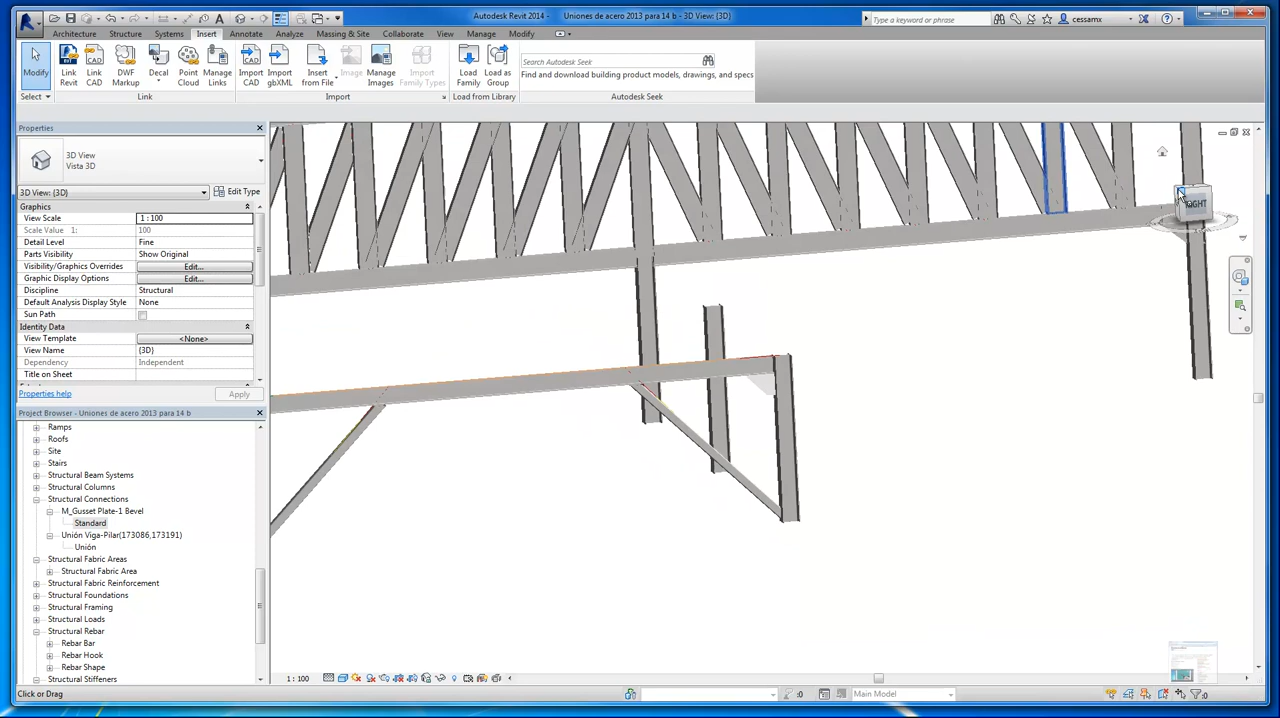 Autodesk Revit 2014 - Uniones de acero 2013 para 14 b - 3D View: {3D}
Type a keyword or phrase
cessamx
Architecture Structure Systems Insert Annotate Analyze Massing & Site Collaborate View Manage Modify
Modify
Link Revit
Link CAD
DWF Markup
Decal
Point Cloud
Manage Links
Import CAD
Import gbXML
Insert from File
Image
Manage Images
Import Family Types
Load Family
Load as Group
Autodesk Seek
Find and download building product models, drawings, and specs
Select Link Import Load from Library Autodesk Seek
Properties
3D View
Vista 3D
3D View: {3D}
Edit Type
Graphics
View Scale 1 : 100
Scale Value 1: 100
Detail Level Fine
Parts Visibility Show Original
Visibility/Graphics Overrides Edit...
Graphic Display Options Edit...
Discipline Structural
Default Analysis Display Style None
Sun Path
Identity Data
View Template <None>
View Name {3D}
Dependency Independent
Title on Sheet
Properties help
Apply
Project Browser - Uniones de acero 2013 para 14 b
Ramps
Roofs
Site
Stairs
Structural Beam Systems
Structural Columns
Structural Connections
M_Gusset Plate-1 Bevel
Standard
Unión Viga-Pilar(173086,173191)
Unión
Structural Fabric Areas
Structural Fabric Area
Structural Fabric Reinforcement
Structural Foundations
Structural Framing
Structural Loads
Structural Rebar
Rebar Bar
Rebar Hook
Rebar Shape
Structural Stiffeners
1 : 100
Click or Drag
:0
Main Model
:0